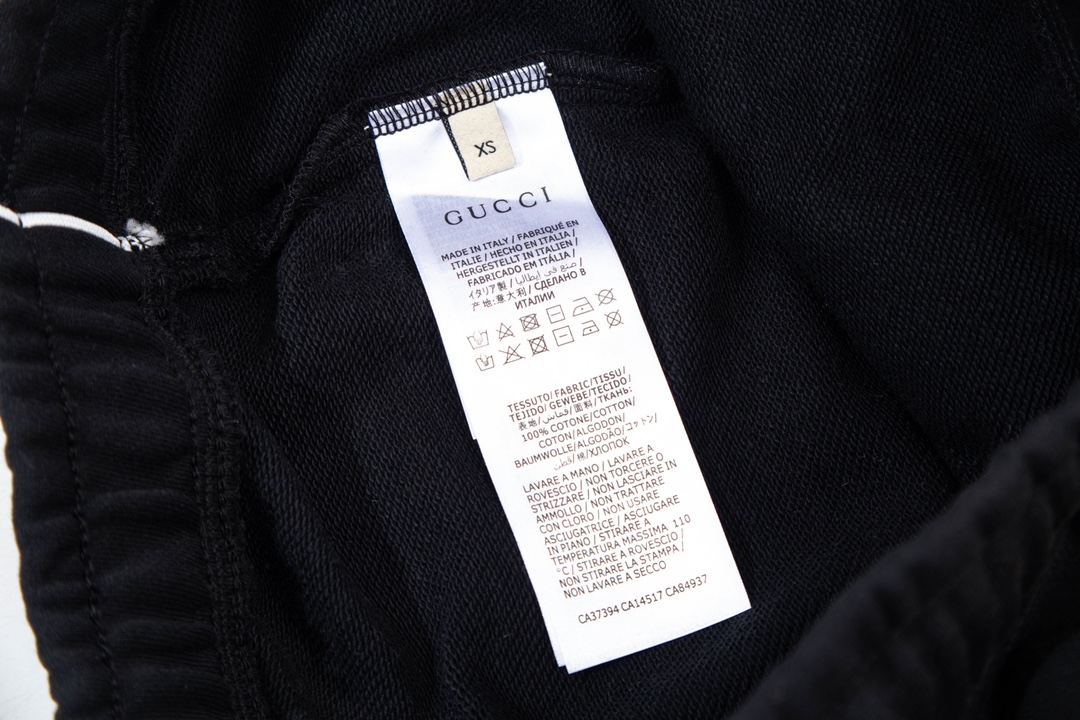 XS
GUCCI
MADE IN ITALY / FABRIQUÉ EN
ITALIE / HECHO EN ITALIA /
HERGESTELLT IN ITALIEN /
FABRICADO EM ITÁLIA /
イタリア製 / صنع في إيطاليا /
产地:意大利 / СДЕЛАНО В
ИТАЛИИ
TESSUTO/FABRIC/TISSU/
TEJIDO/GEWEBE/TECIDO/
表地/قماش/面料/ТКАНЬ:
100% COTONE/COTTON/
COTON/ALGODON/
BAUMWOLLE/ALGODÃO/コットン/
قطن/棉/ХЛОПОК
LAVARE A MANO / LAVARE A
ROVESCIO / NON TORCERE O
STRIZZARE / NON LASCIARE IN
AMMOLLO / NON TRATTARE
CON CLORO / NON USARE
ASCIUGATRICE / ASCIUGARE
IN PIANO / STIRARE A
TEMPERATURA MASSIMA 110
°C / STIRARE A ROVESCIO /
NON STIRARE LA STAMPA /
NON LAVARE A SECCO
CA37394 CA14517 CA84937